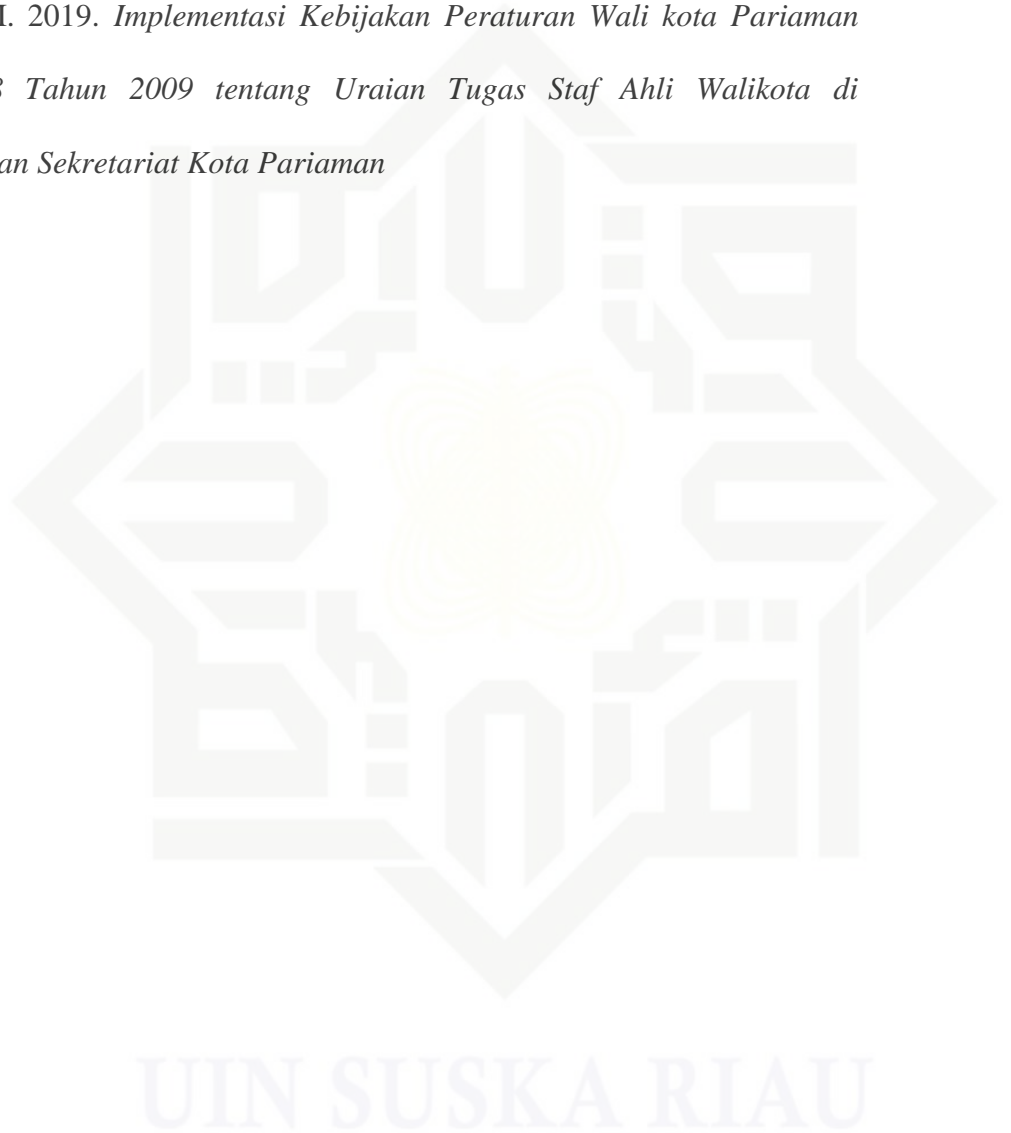 I. 2019. Implementasi Kebijakan Peraturan Wali kota Pariaman
8 Tahun 2009 tentang Uraian Tugas Staf Ahli Walikota di
an Sekretariat Kota Pariaman
UIN SUSKA RIAU